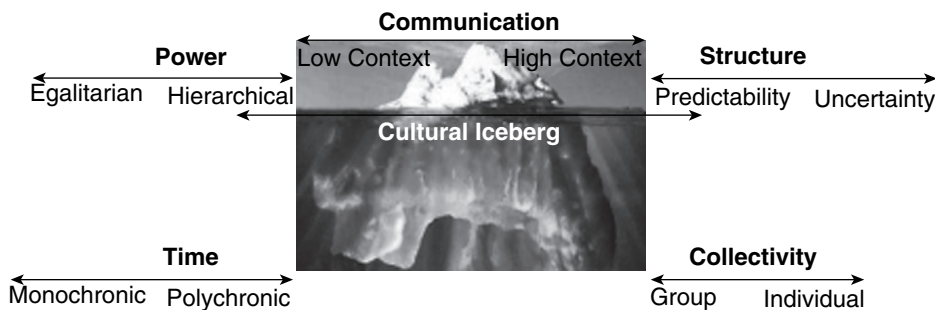 Communication
Low Context High Context
Power
Egalitarian Hierarchical
Structure
Predictability Uncertainty
Cultural Iceberg
Time
Monochronic Polychronic
Collectivity
Group Individual